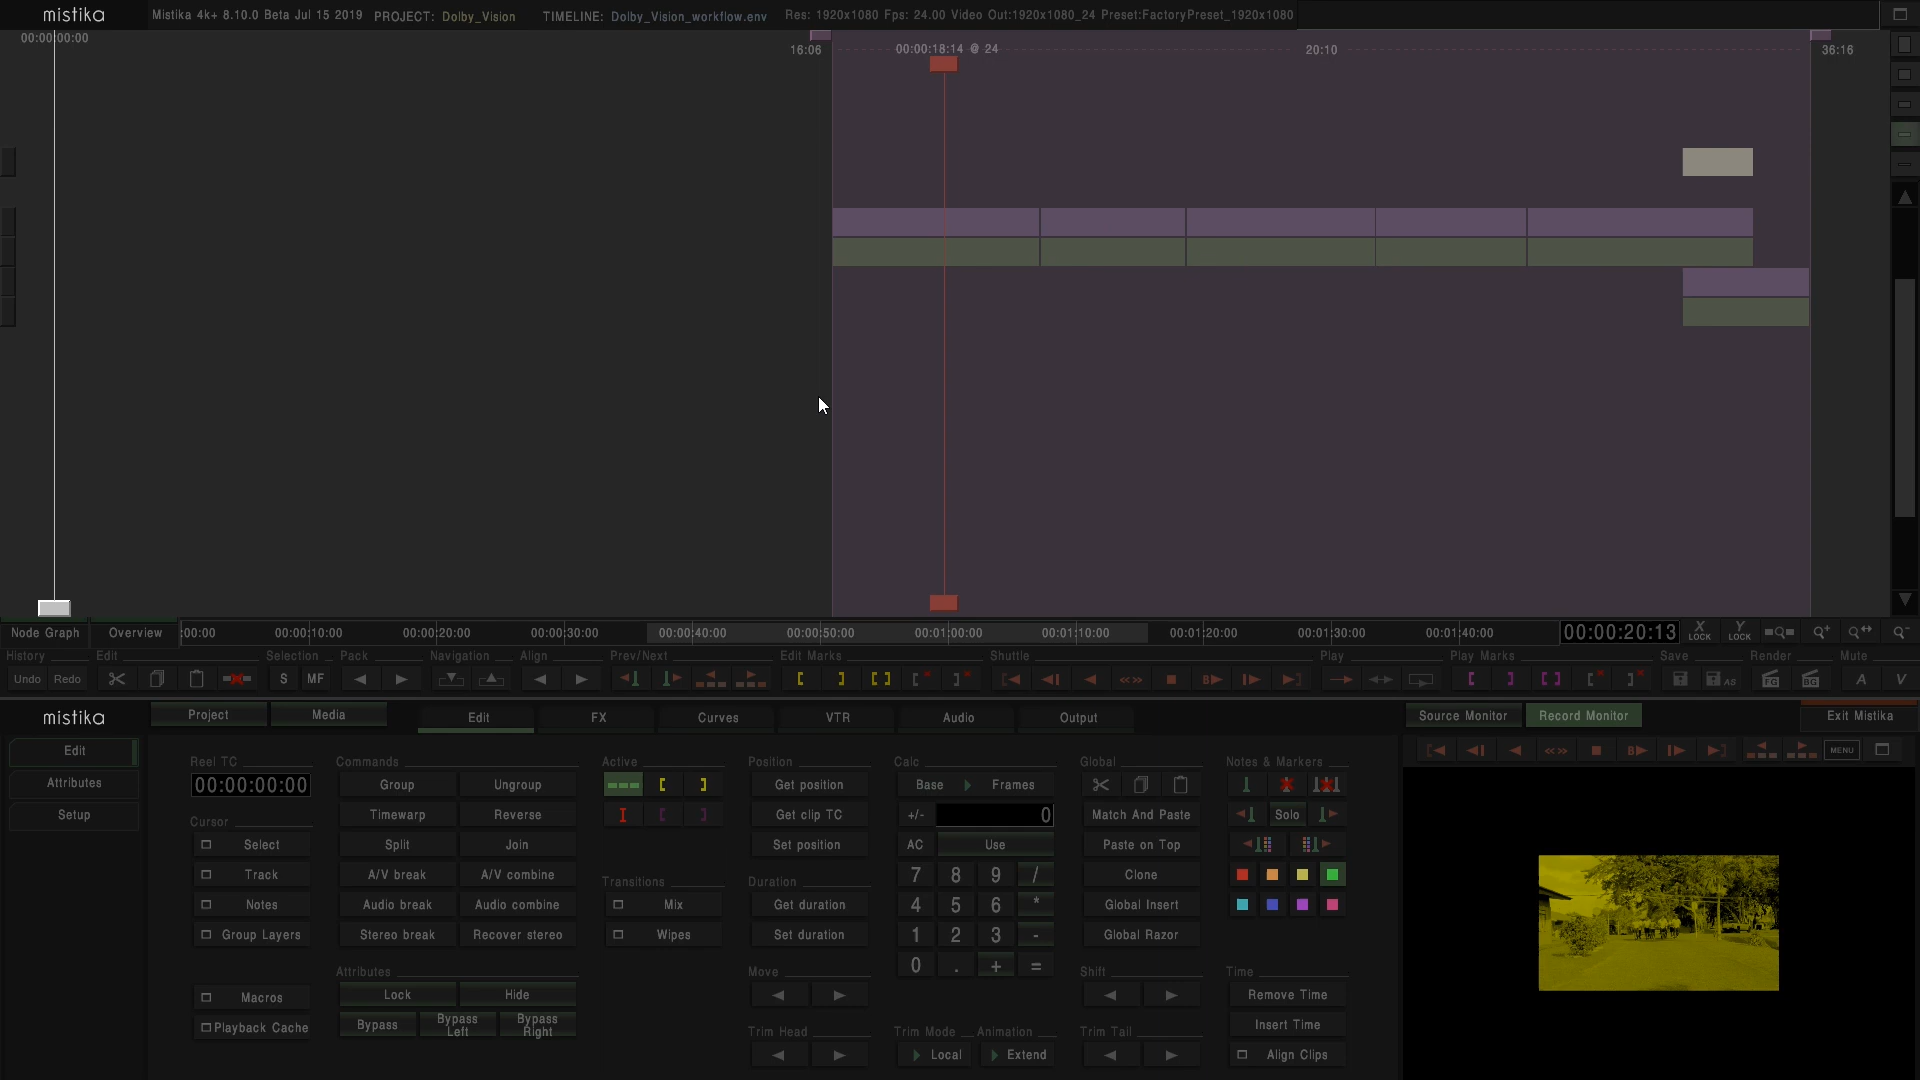 mistika
Mistika 4k+ 8.10.0 Beta Jul 15 2019 PROJECT: Dolby_Vision TIMELINE: Dolby_Vision_workflow.env Res: 1920x1080 Fps: 24.00 Video Out:1920x1080_24 Preset:FactoryPreset_1920x1080
00:00:00:00
16:06 00:00:18:14 @ 24 20:10 36:16
Node Graph Overview :00:00 00:00:10:00 00:00:20:00 00:00:30:00 00:00:40:00 00:00:50:00 00:01:00:00 00:01:10:00 00:01:20:00 00:01:30:00 00:01:40:00 00:00:20:13 X LOCK Y LOCK
History Edit Selection Pack Navigation Align Prev/Next Edit Marks Shuttle Play Play Marks Save Render Mute
Undo Redo S MF B AS FG BG A V
mistika Project Media Edit FX Curves VTR Audio Output Source Monitor Record Monitor Exit Mistika
Edit
Attributes
Setup
B MENU
Reel TC Commands Active Position Calc Global Notes & Markers
00:00:00:00 Group Ungroup Get position Base Frames
Timewarp Reverse Get clip TC +/- 0 Match And Paste Solo
Cursor
Select Split Join Set position AC Use Paste on Top
Track A/V break A/V combine Transitions Duration 7 8 9 / Clone
Notes Audio break Audio combine Mix Get duration 4 5 6 * Global Insert
Group Layers Stereo break Recover stereo Wipes Set duration 1 2 3 - Global Razor
0 . + =
Attributes Move Shift Time
Macros Lock Hide Remove Time
Playback Cache Bypass Bypass Left Bypass Right Insert Time
Trim Head Trim Mode Animation Trim Tail
Local Extend Align Clips